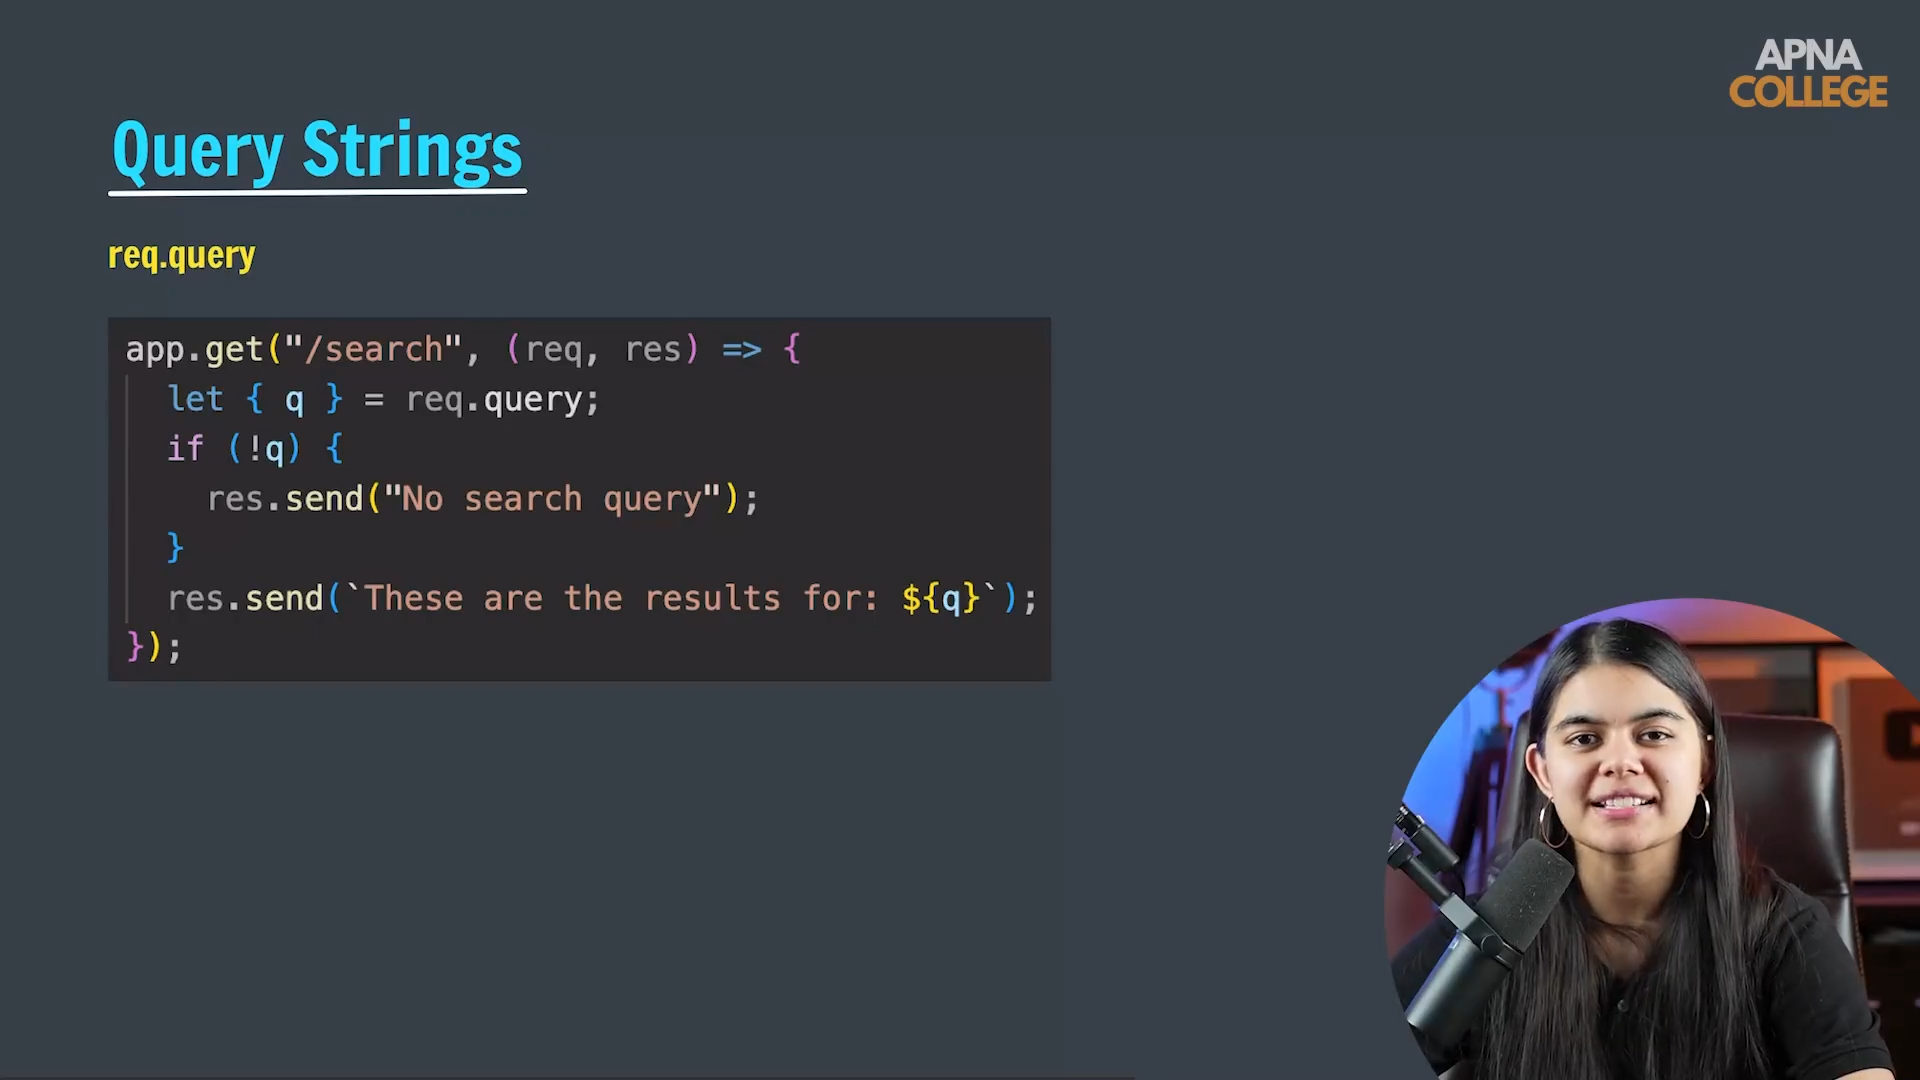 APNA
COLLEGE
Query Strings
req.query
app.get("/search", (req, res) => {
  let { q } = req.query;
  if (!q) {
    res.send("No search query");
  }
  res.send(`These are the results for: ${q}`);
});